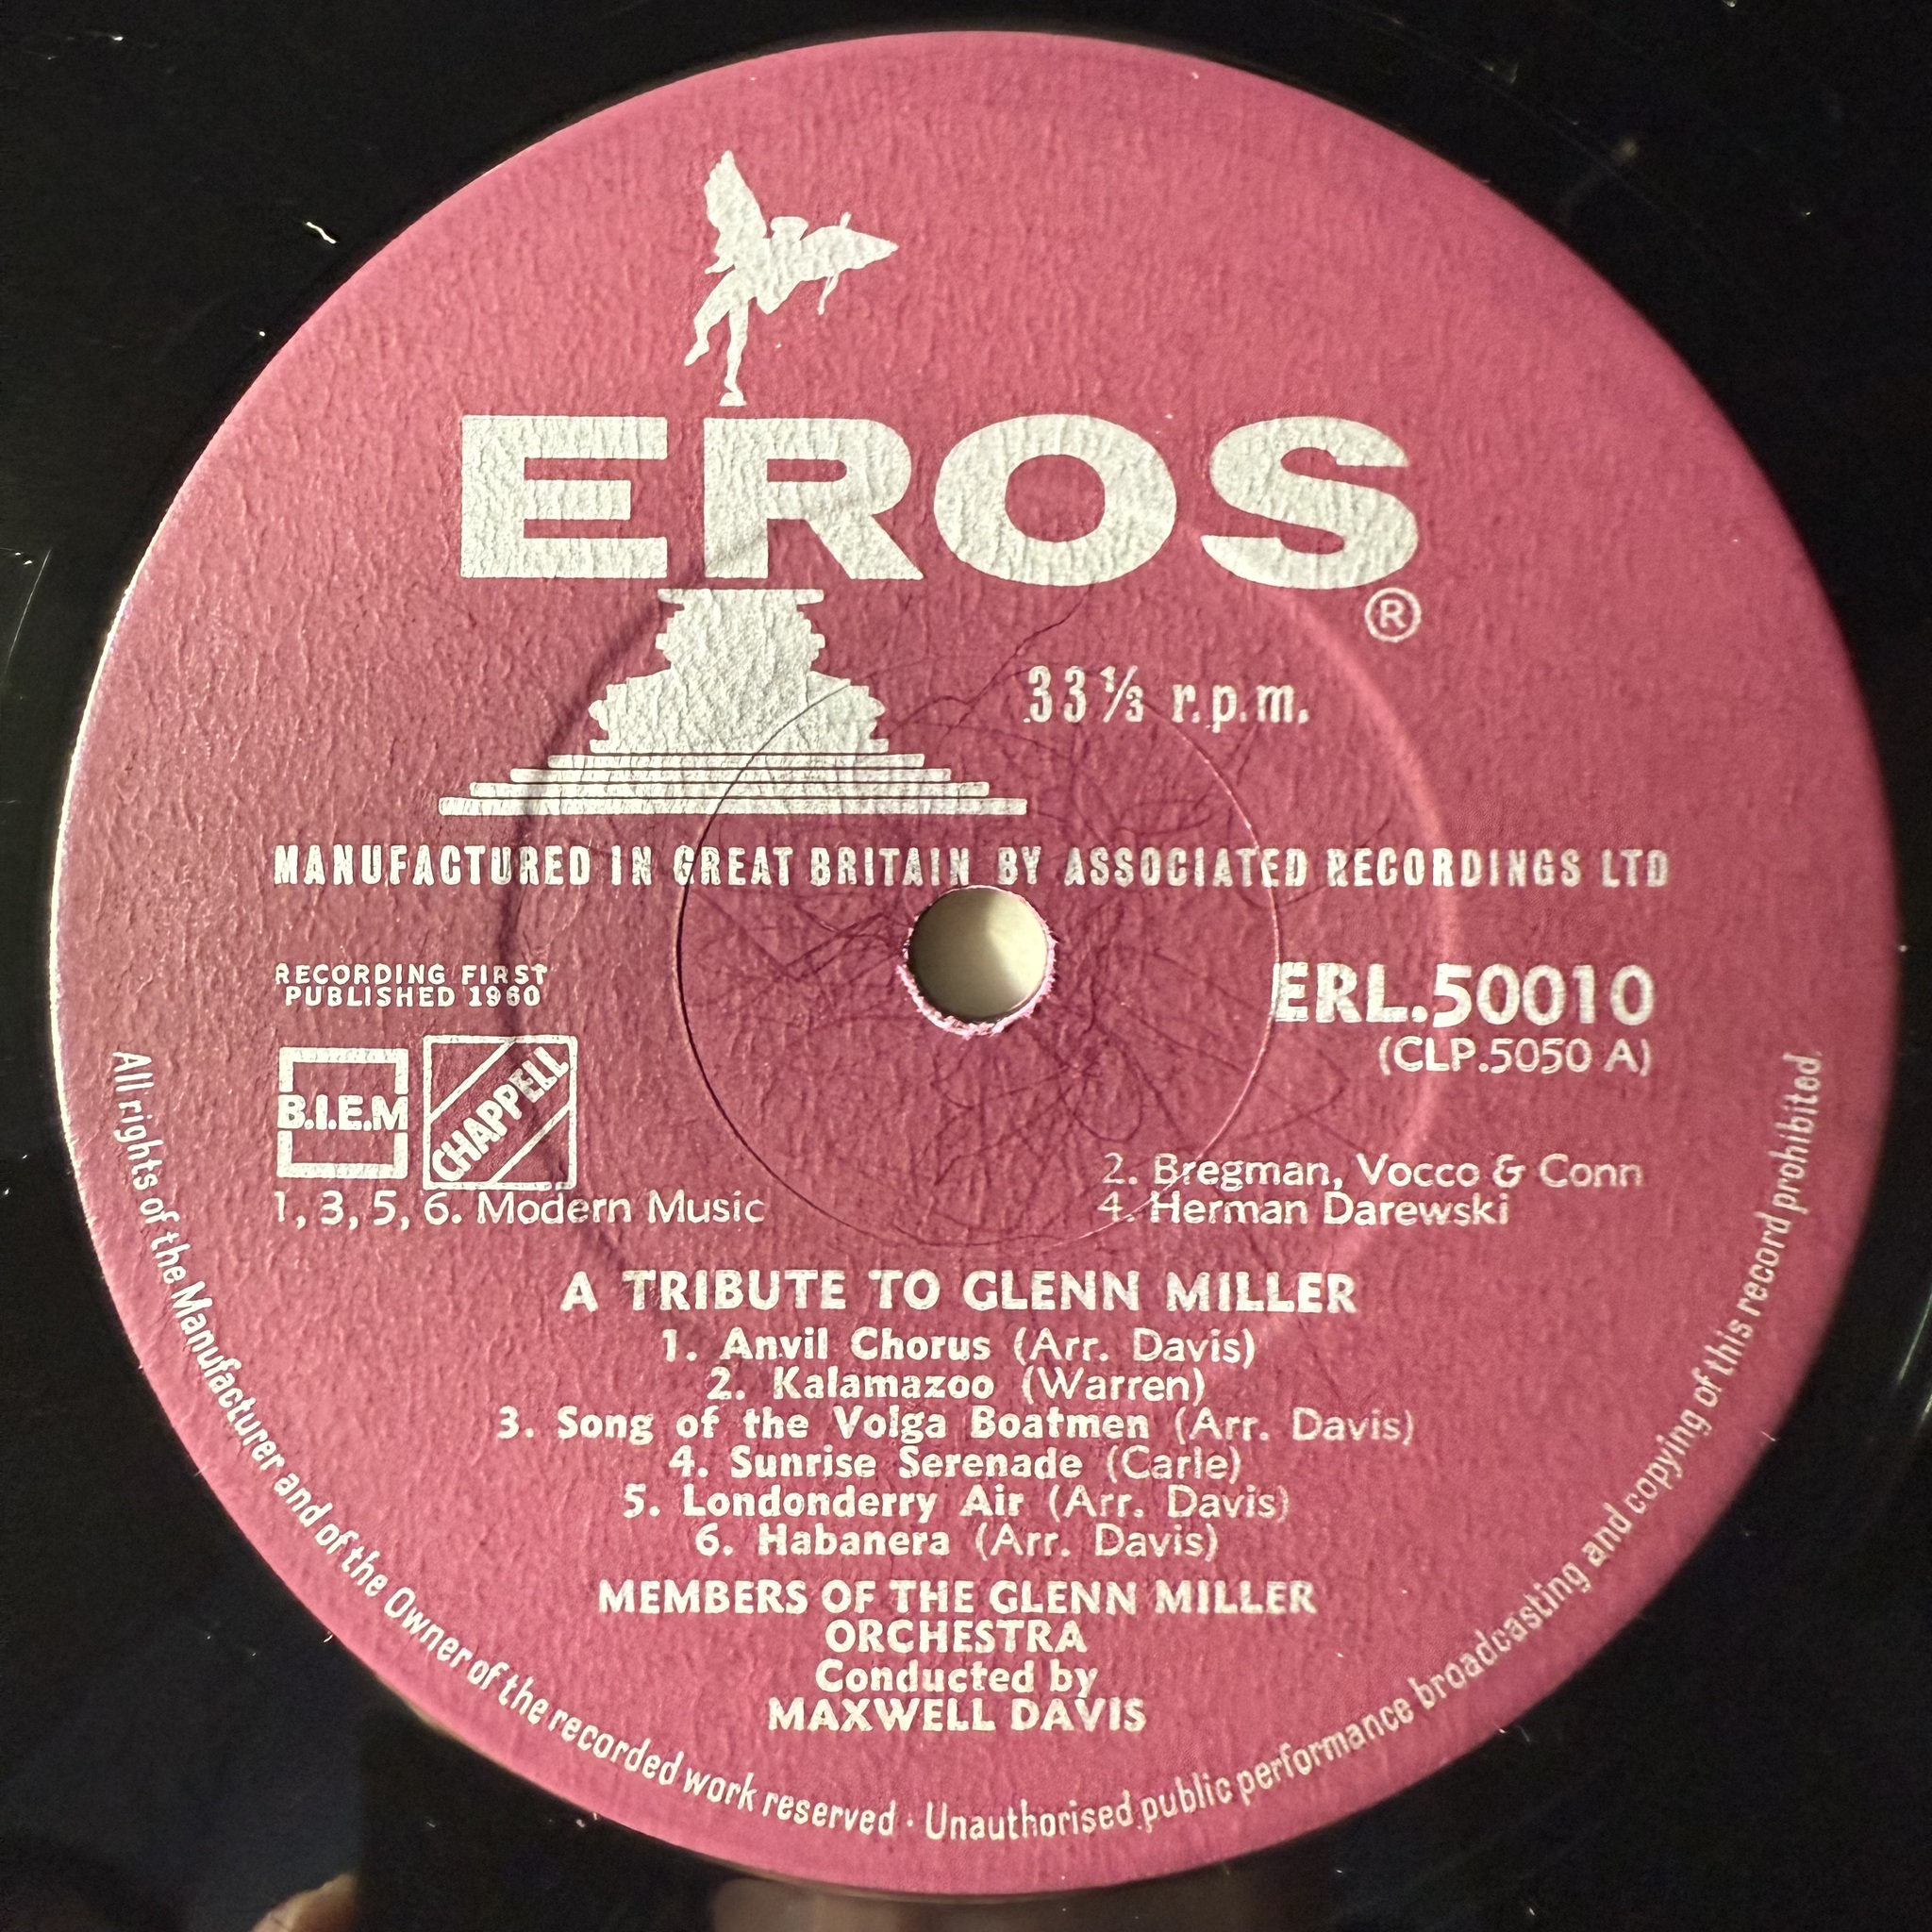 EROS
®
33⅓ r.p.m.
MANUFACTURED IN GREAT BRITAIN BY ASSOCIATED RECORDINGS LTD
RECORDING FIRST
PUBLISHED 1960
ERL.50010
(CLP.5050 A)
B.I.E.M
CHAPPELL
1, 3, 5, 6. Modern Music
2. Bregman, Vocco & Conn
4. Herman Darewski
A TRIBUTE TO GLENN MILLER
1. Anvil Chorus (Arr. Davis)
2. Kalamazoo (Warren)
3. Song of the Volga Boatmen (Arr. Davis)
4. Sunrise Serenade (Carle)
5. Londonderry Air (Arr. Davis)
6. Habanera (Arr. Davis)
MEMBERS OF THE GLENN MILLER
ORCHESTRA
Conducted by
MAXWELL DAVIS
All rights of the Manufacturer and of the Owner of the recorded work reserved · Unauthorised public performance broadcasting and copying of this record prohibited.